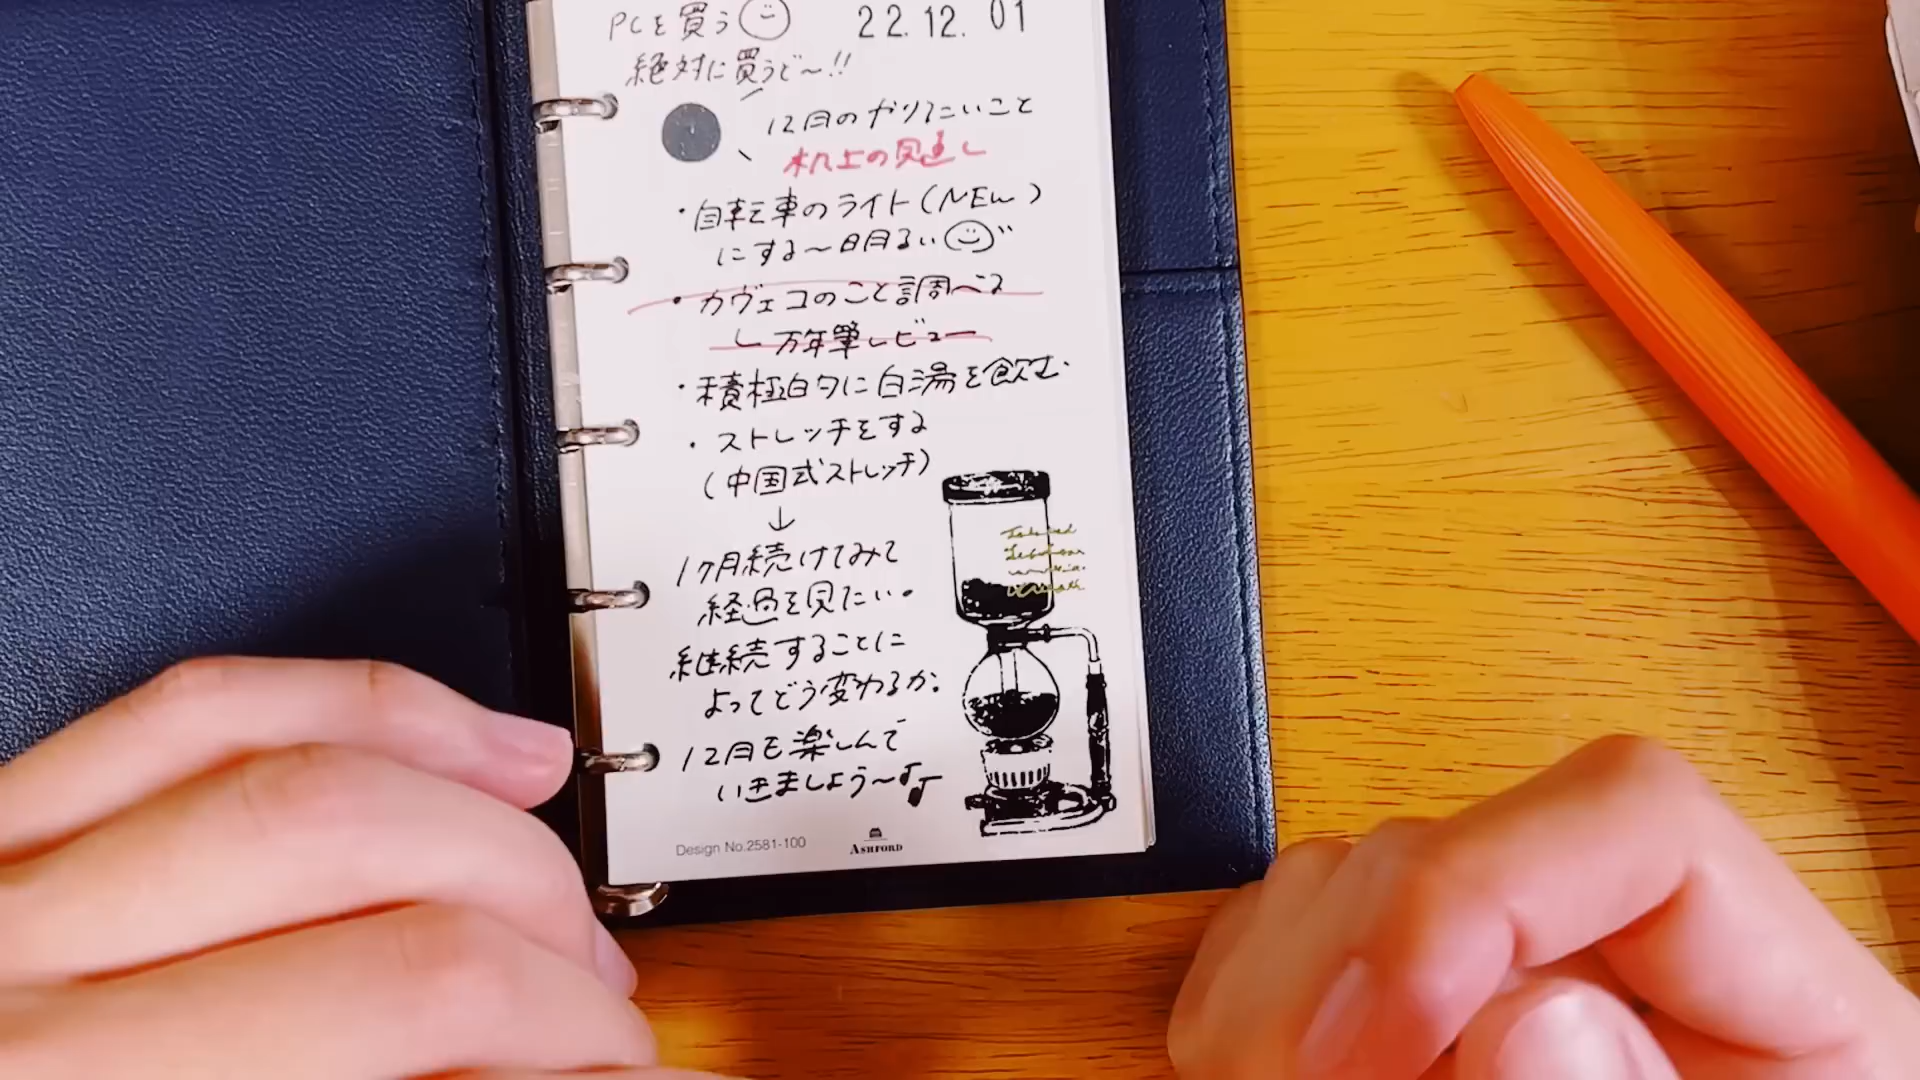 PCを買う
22.12.01
絶対に買うぞ〜!!
12月のやりたいこと
机上の見直し
・自転車のライト(NEW)
にする〜明るい
・カヴェコのこと調べる
し万年筆レビュー
・積極的に白湯を飲む.
・ストレッチをする
(中国式ストレッチ)
↓
1ヶ月続けてみて
経過を見たい。
継続することに
よってどう変わるか。
12月も楽しんで
いきましょう〜♪♪
Design No.2581-100
ASHFORD